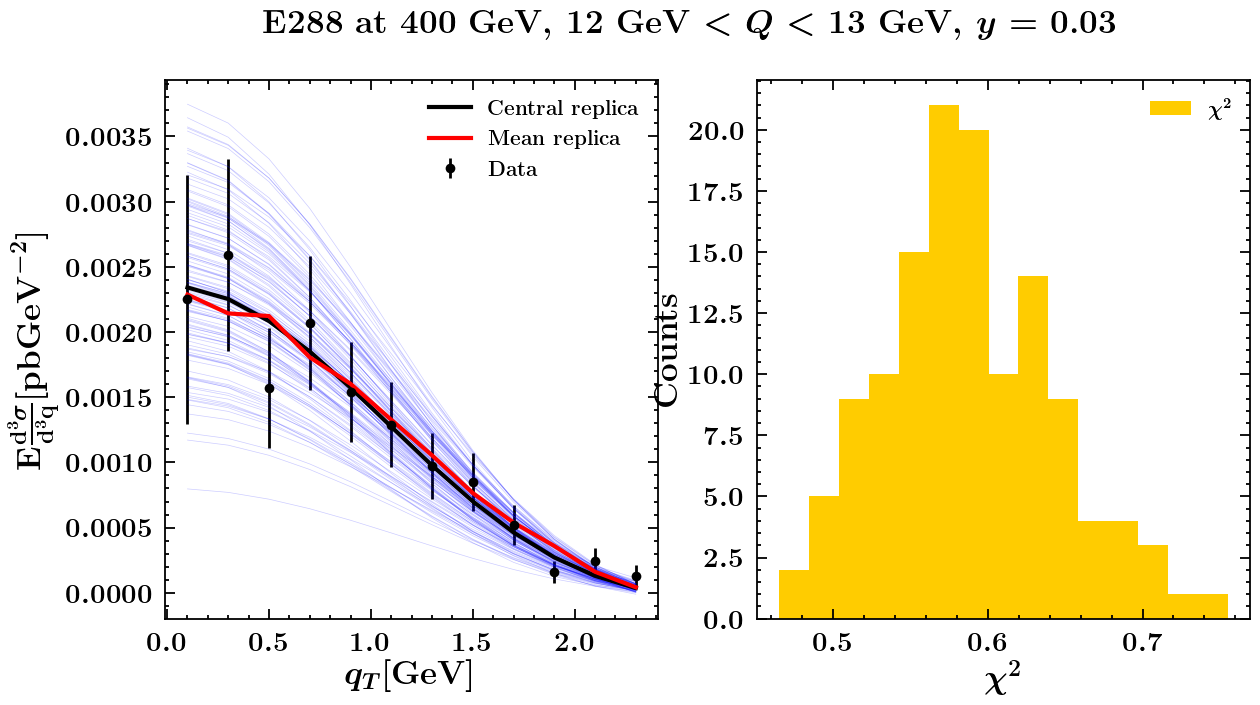 E288 at 400 GeV, 12 GeV < Q < 13 GeV, y = 0.03
E d³σ/d³q [pbGeV⁻²]
0.0035
0.0030
0.0025
0.0020
0.0015
0.0010
0.0005
0.0000
Central replica
Mean replica
Data
0.0 0.5 1.0 1.5 2.0
q_T[GeV]
Counts
20.0
17.5
15.0
12.5
10.0
7.5
5.0
2.5
0.0
χ²
0.5 0.6 0.7
χ²